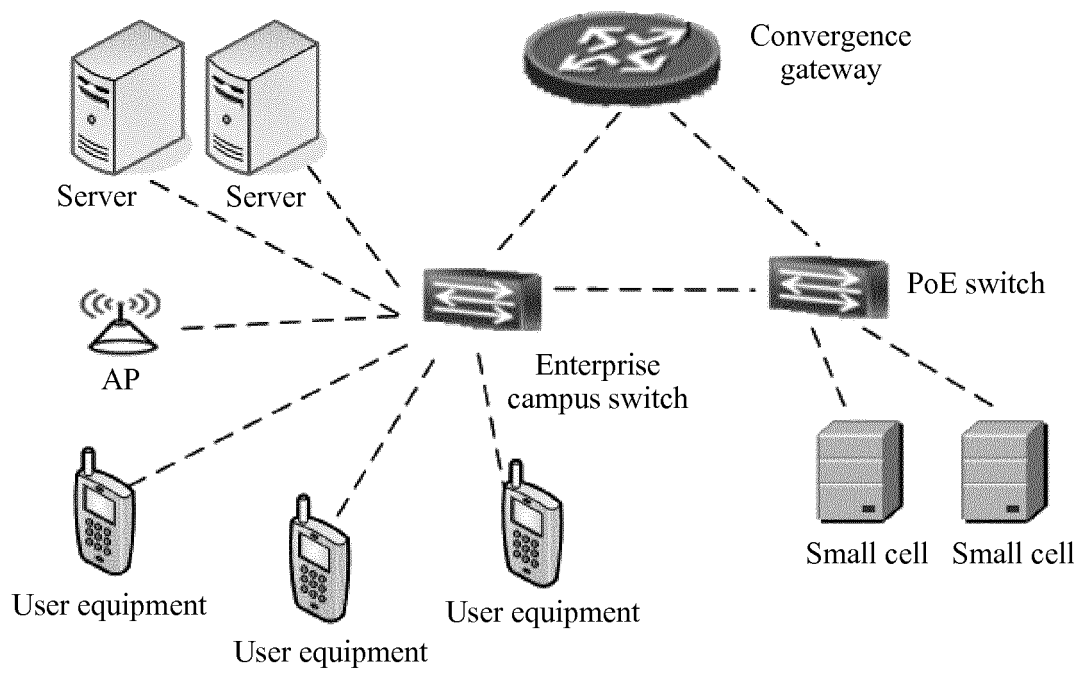 Convergence
gateway
Server
Server
PoE switch
AP
Enterprise
campus switch
Small cell
Small cell
User equipment
User equipment
User equipment